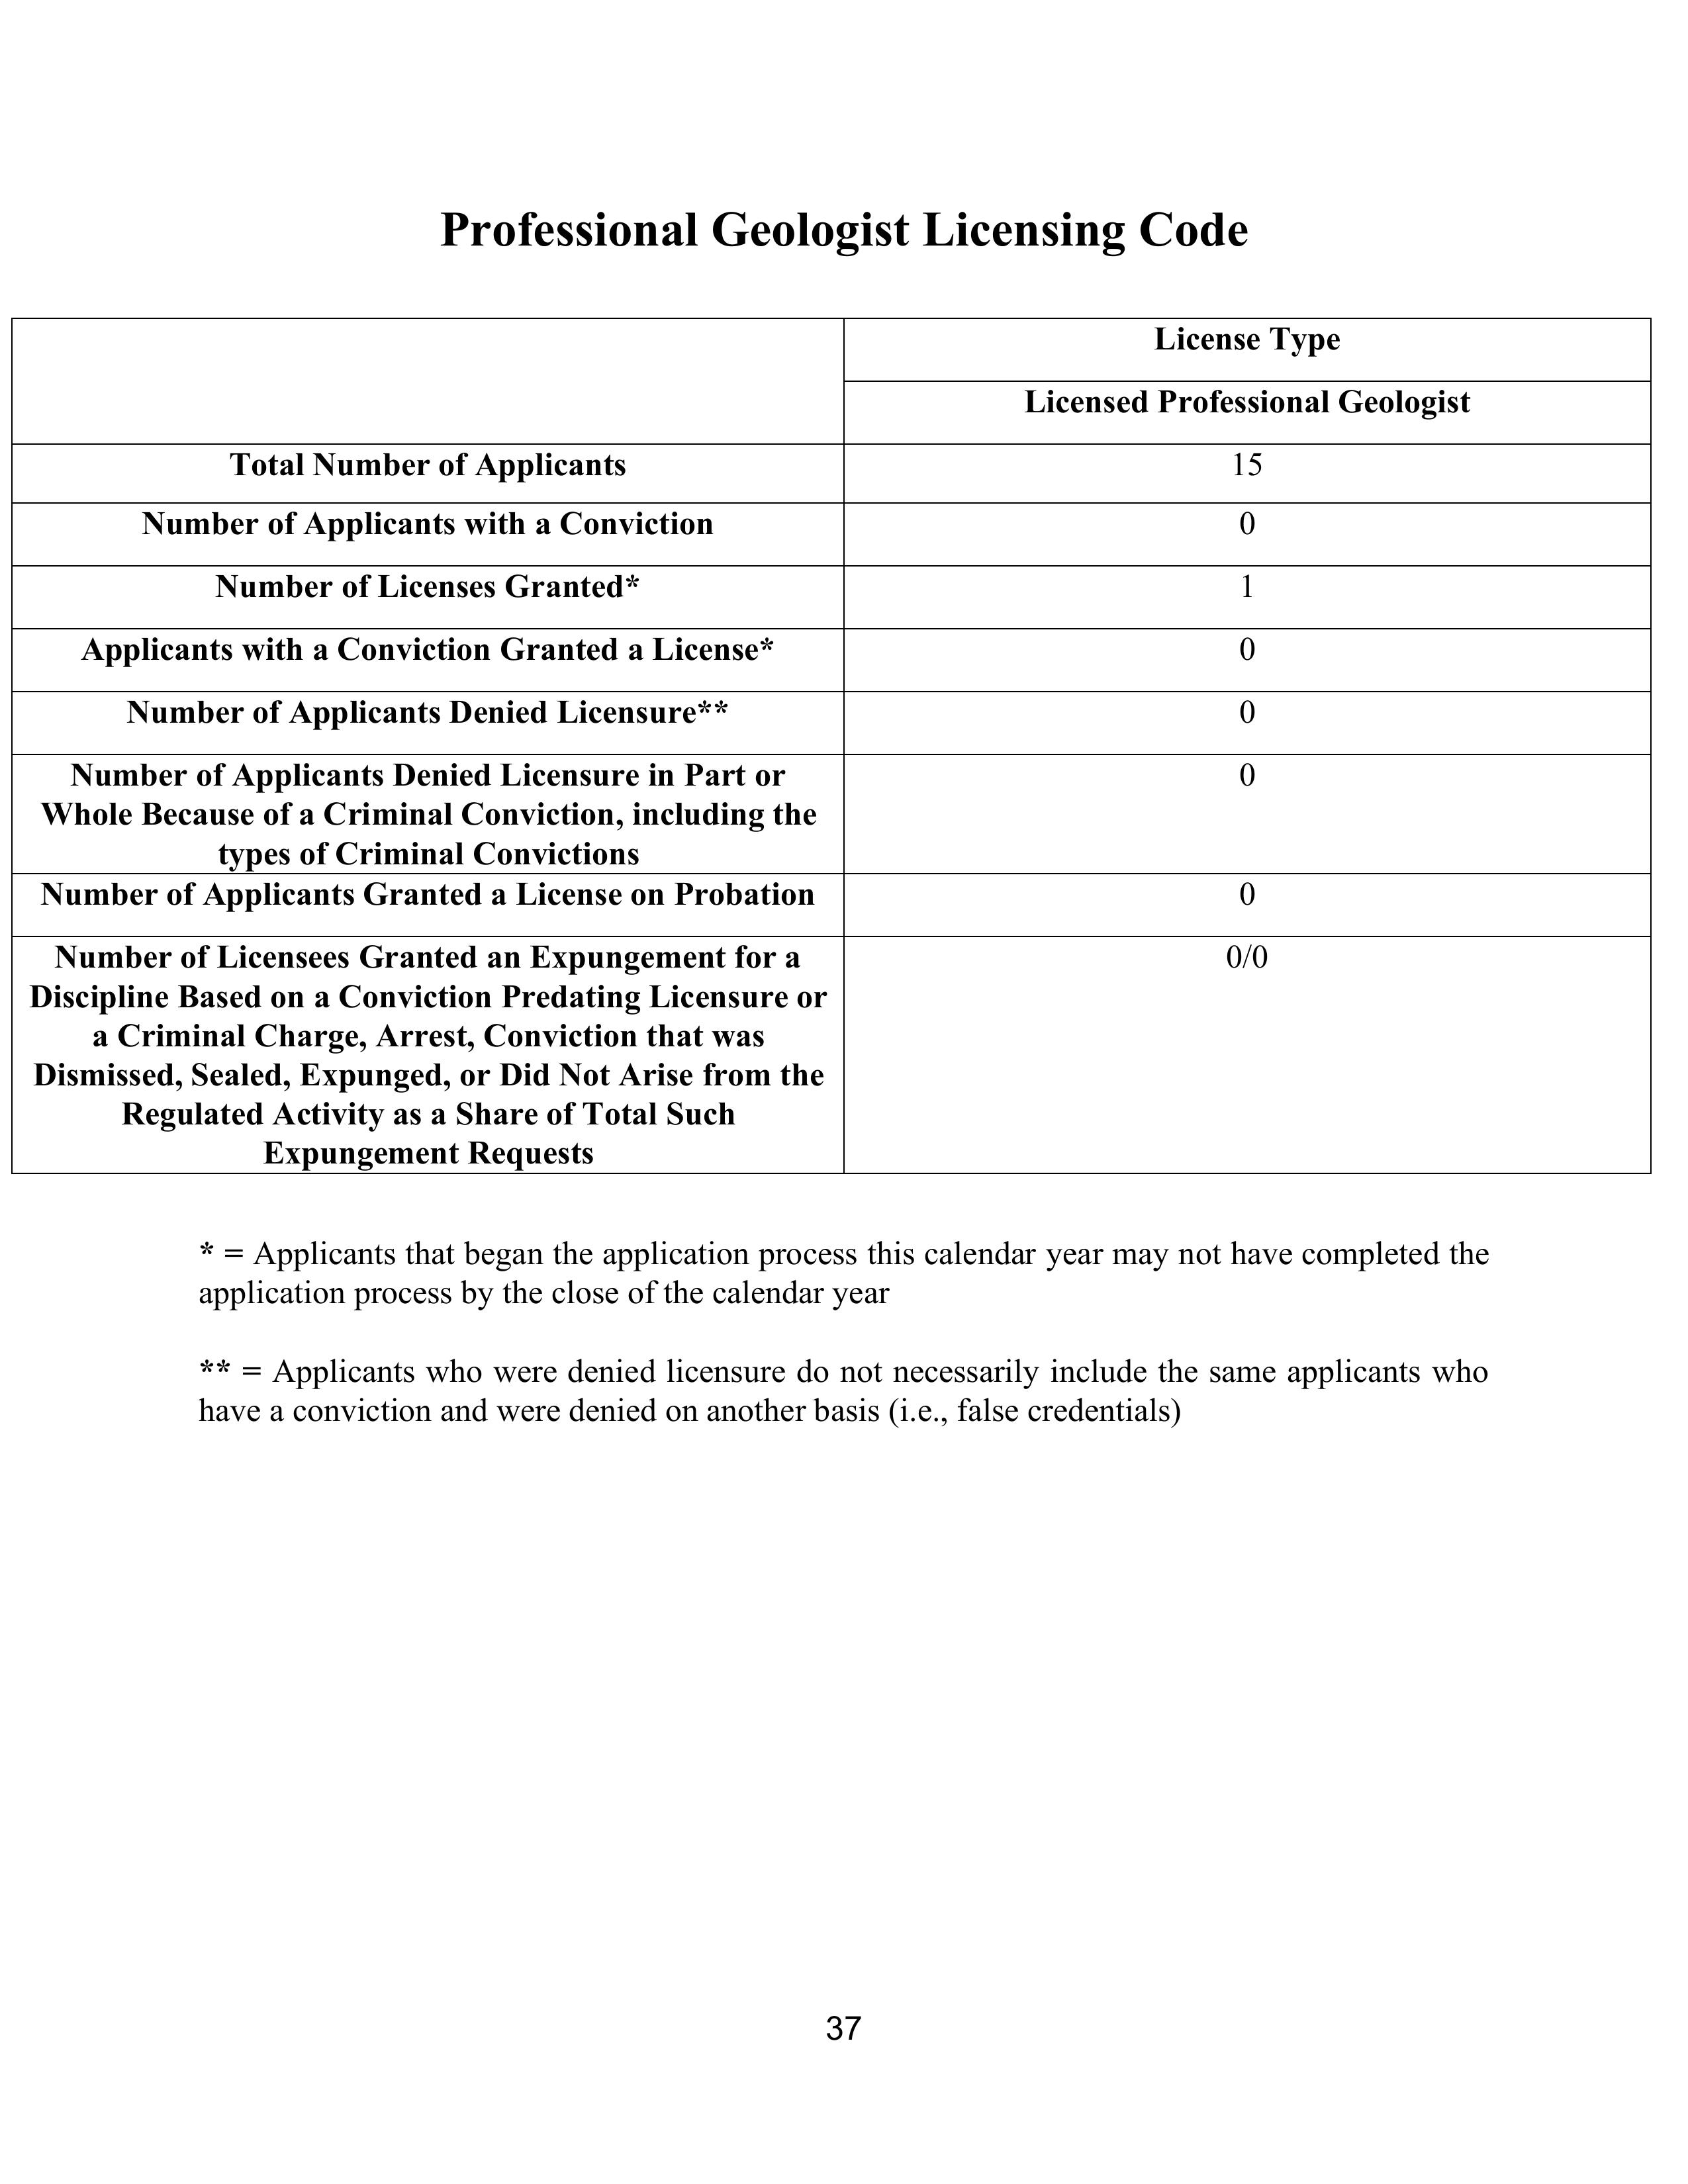 Professional Geologist Licensing Code
License Type
Licensed Professional Geologist
Total Number of Applicants
15
Number of Applicants with a Conviction
0
Number of Licenses Granted*
1
Applicants with a Conviction Granted a License*
0
Number of Applicants Denied Licensure**
0
Number of Applicants Denied Licensure in Part or
Whole Because of a Criminal Conviction, including the
types of Criminal Convictions
0
Number of Applicants Granted a License on Probation
0
Number of Licensees Granted an Expungement for a
Discipline Based on a Conviction Predating Licensure or
a Criminal Charge, Arrest, Conviction that was
Dismissed, Sealed, Expunged, or Did Not Arise from the
Regulated Activity as a Share of Total Such
Expungement Requests
0/0
* = Applicants that began the application process this calendar year may not have completed the
application process by the close of the calendar year
** = Applicants who were denied licensure do not necessarily include the same applicants who
have a conviction and were denied on another basis (i.e., false credentials)
37